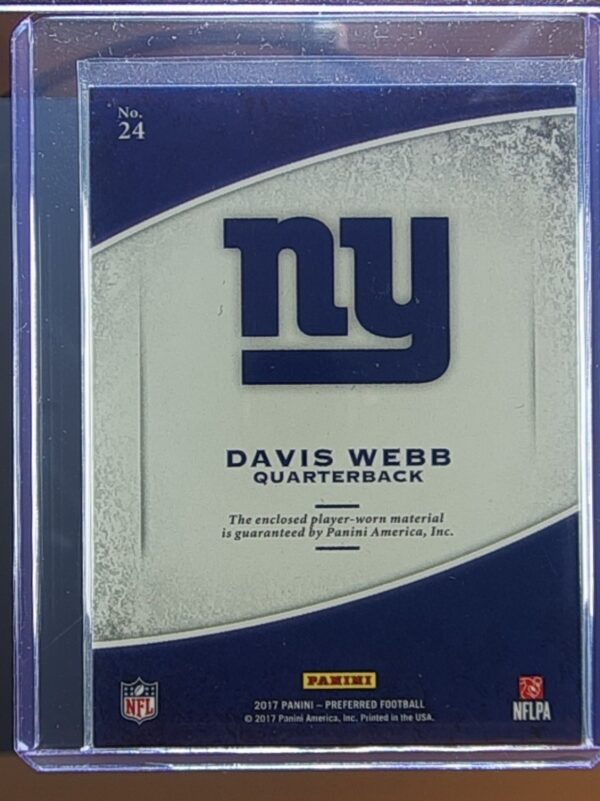 No.
24
ny
DAVIS WEBB
QUARTERBACK
The enclosed player-worn material
is guaranteed by Panini America, Inc.
PANINI
NFL
2017 PANINI – PREFERRED FOOTBALL
© 2017 Panini America, Inc. Printed in the USA.
NFLPA